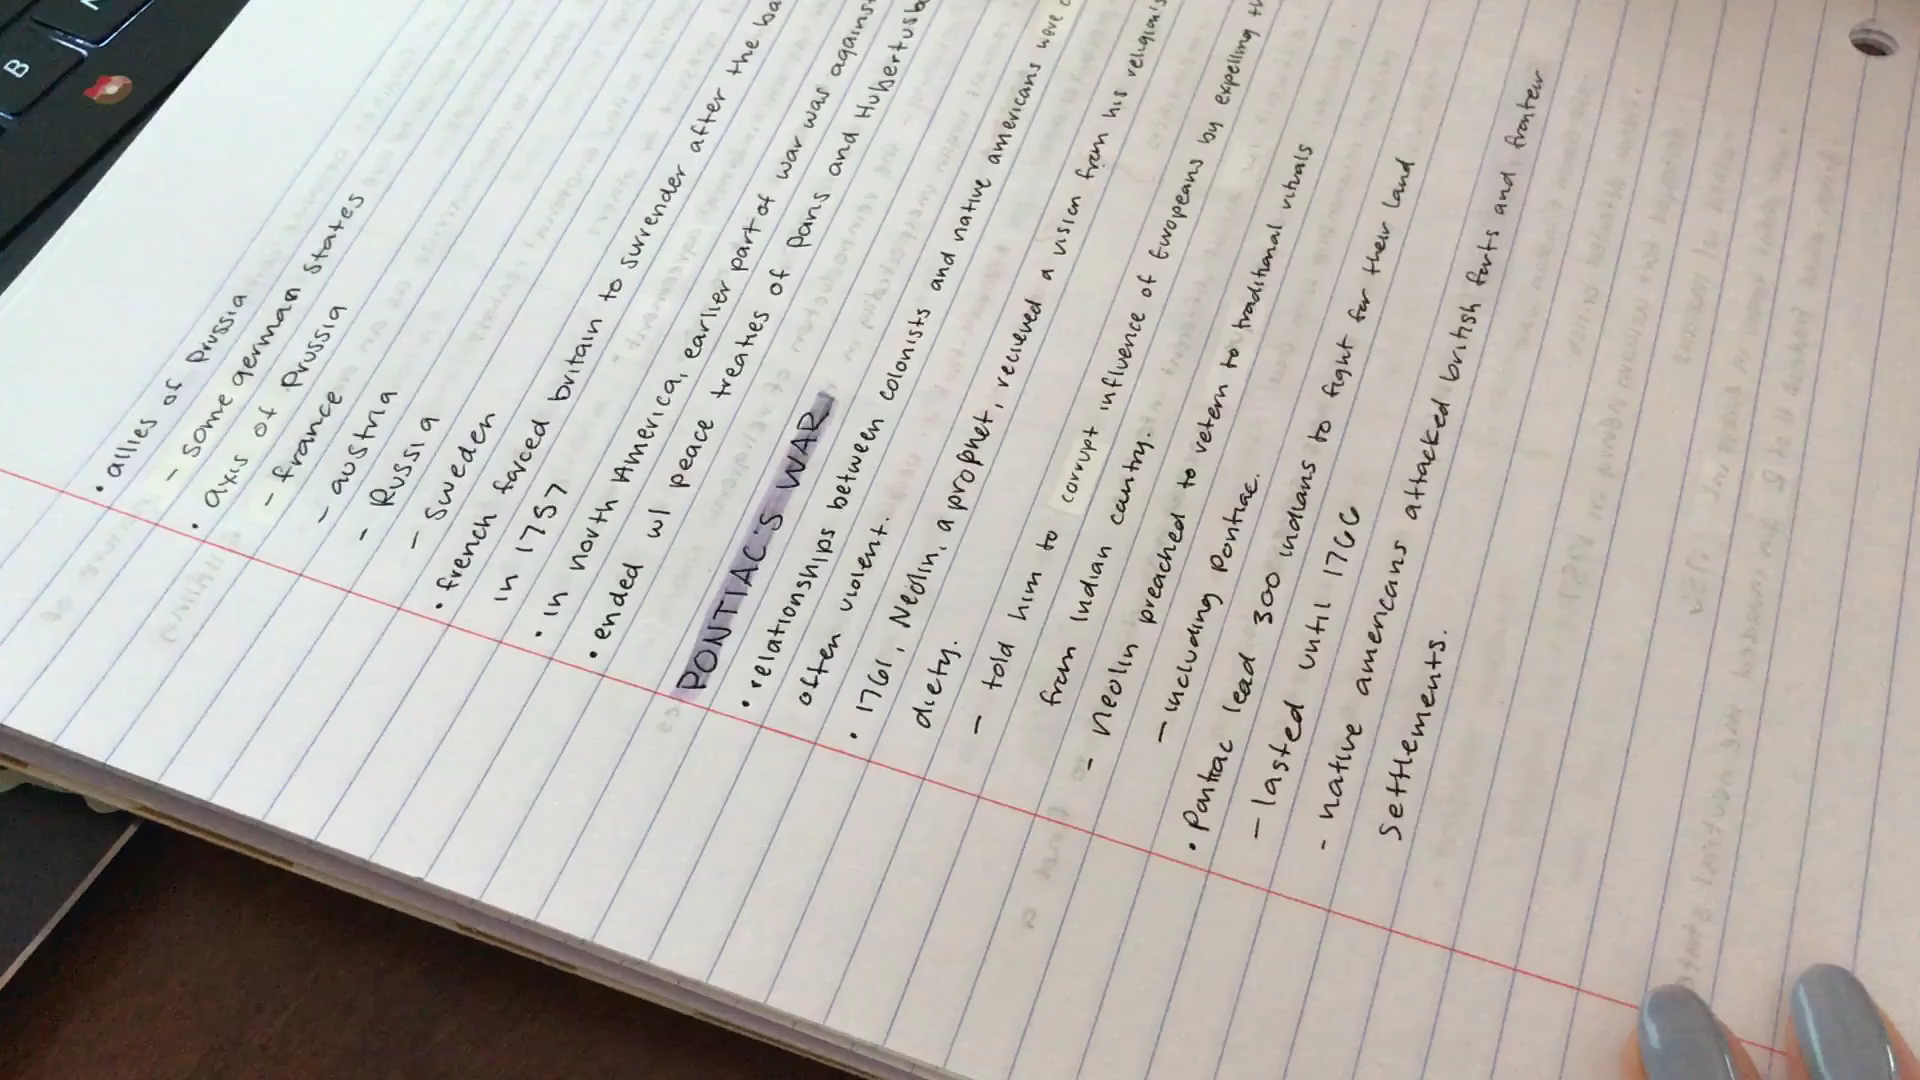 B
• allies of Prussia
- some german states
• axis of Prussia
- france
- austria
- Russia
- Sweden
• french forced britain to surrender after the
in 1757
• in north America, earlier part of war was against
• ended w/ peace treaties of Paris and
PONTIAC'S WAR
• relationships between colonists and native americans were
often violent.
• 1761, Neolin, a prophet, recieved a vision from his religions
diety.
- told him to corrupt influence of Europeans by expelling
from Indian country.
- Neolin preached to retern to traditional rituals
- including Pontiac.
• Pontiac lead 300 indians to fight for their land
- lasted until 1766
- native americans attacked british forts and fronteir
Settlements.